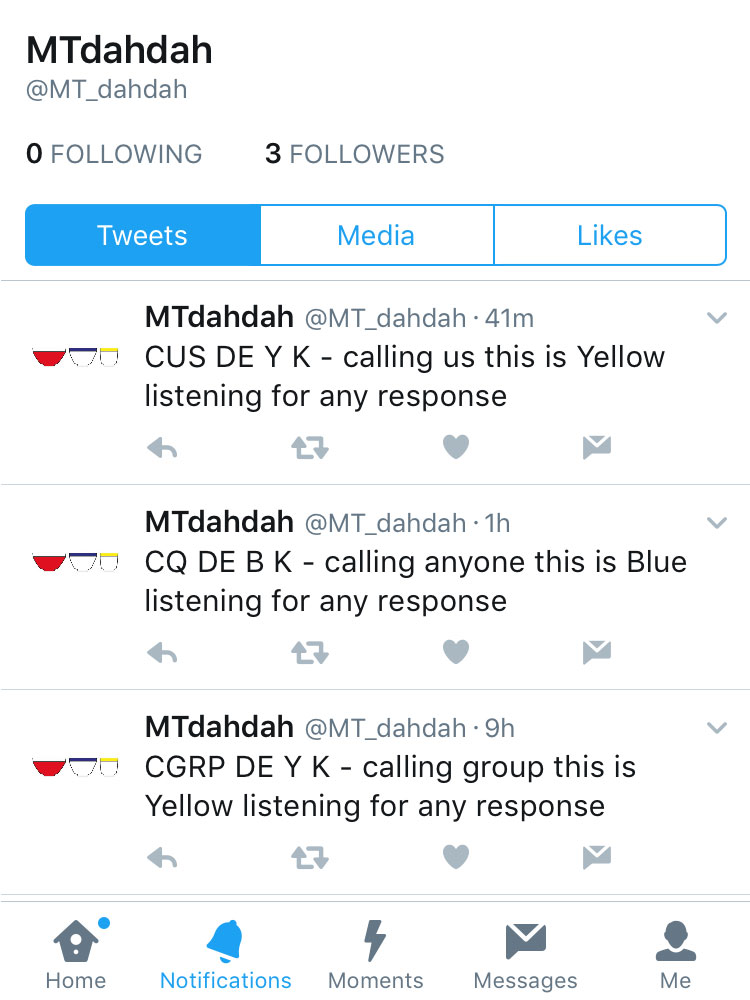 MTdahdah
@MT_dahdah
0 FOLLOWING 3 FOLLOWERS
Tweets Media Likes
MTdahdah @MT_dahdah · 41m
CUS DE Y K - calling us this is Yellow
listening for any response
MTdahdah @MT_dahdah · 1h
CQ DE B K - calling anyone this is Blue
listening for any response
MTdahdah @MT_dahdah · 9h
CGRP DE Y K - calling group this is
Yellow listening for any response
Home Notifications Moments Messages Me